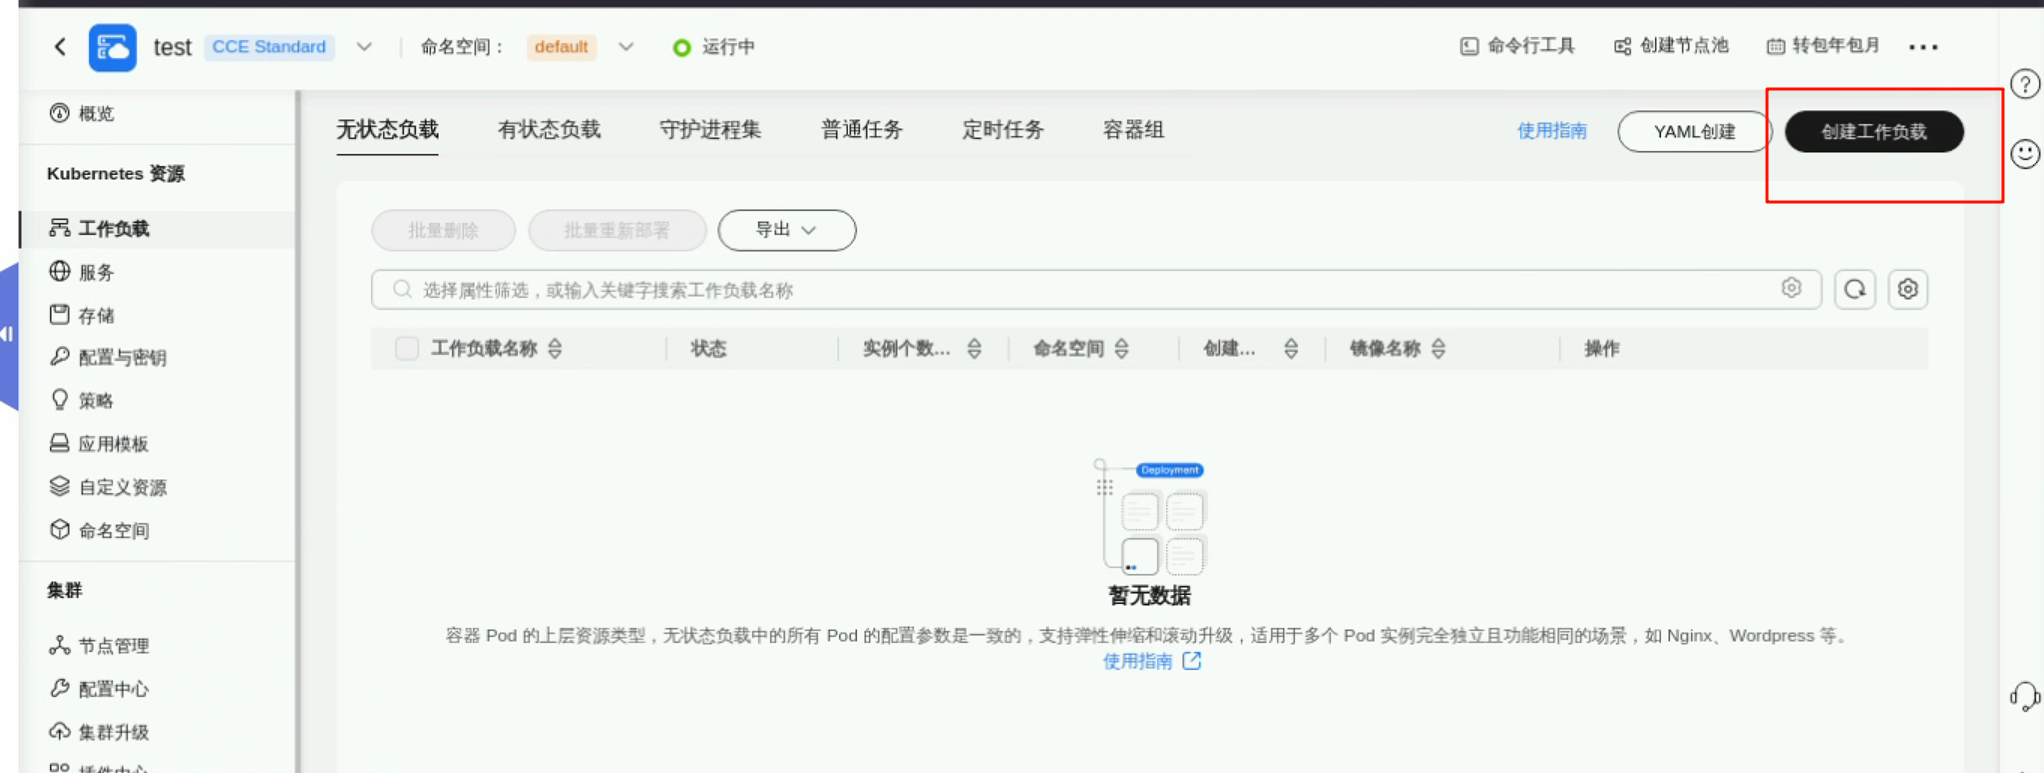 test CCE Standard 命名空间： default 运行中 命令行工具 创建节点池 转包年包月
概览
Kubernetes 资源
工作负载
服务
存储
配置与密钥
策略
应用模板
自定义资源
命名空间
集群
节点管理
配置中心
集群升级
插件中心
无状态负载 有状态负载 守护进程集 普通任务 定时任务 容器组 使用指南 YAML创建 创建工作负载
批量删除 批量重新部署 导出
选择属性筛选，或输入关键字搜索工作负载名称
工作负载名称 状态 实例个数... 命名空间 创建... 镜像名称 操作
Deployment
暂无数据
容器 Pod 的上层资源类型，无状态负载中的所有 Pod 的配置参数是一致的，支持弹性伸缩和滚动升级，适用于多个 Pod 实例完全独立且功能相同的场景，如 Nginx、Wordpress 等。
使用指南